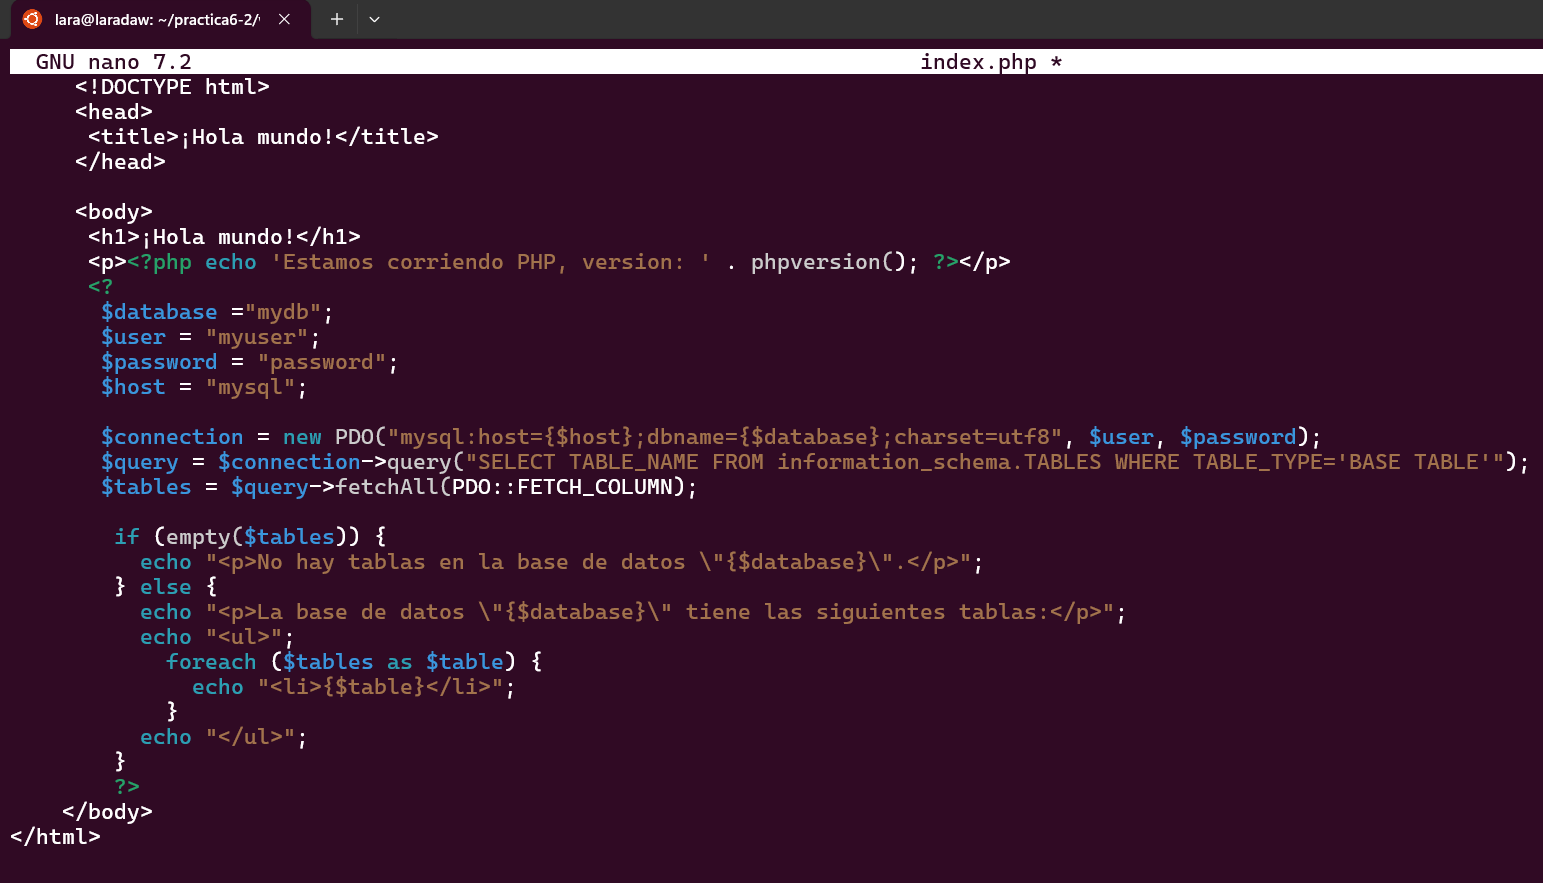 lara@laradaw: ~/practica6-2/
GNU nano 7.2 index.php *
<!DOCTYPE html>
<head>
<title>¡Hola mundo!</title>
</head>
<body>
<h1>¡Hola mundo!</h1>
<p><?php echo 'Estamos corriendo PHP, version: ' . phpversion(); ?></p>
<?
$database ="mydb";
$user = "myuser";
$password = "password";
$host = "mysql";
$connection = new PDO("mysql:host={$host};dbname={$database};charset=utf8", $user, $password);
$query = $connection->query("SELECT TABLE_NAME FROM information_schema.TABLES WHERE TABLE_TYPE='BASE TABLE'");
$tables = $query->fetchAll(PDO::FETCH_COLUMN);
if (empty($tables)) {
echo "<p>No hay tablas en la base de datos \"{$database}\".</p>";
} else {
echo "<p>La base de datos \"{$database}\" tiene las siguientes tablas:</p>";
echo "<ul>";
foreach ($tables as $table) {
echo "<li>{$table}</li>";
}
echo "</ul>";
}
?>
</body>
</html>